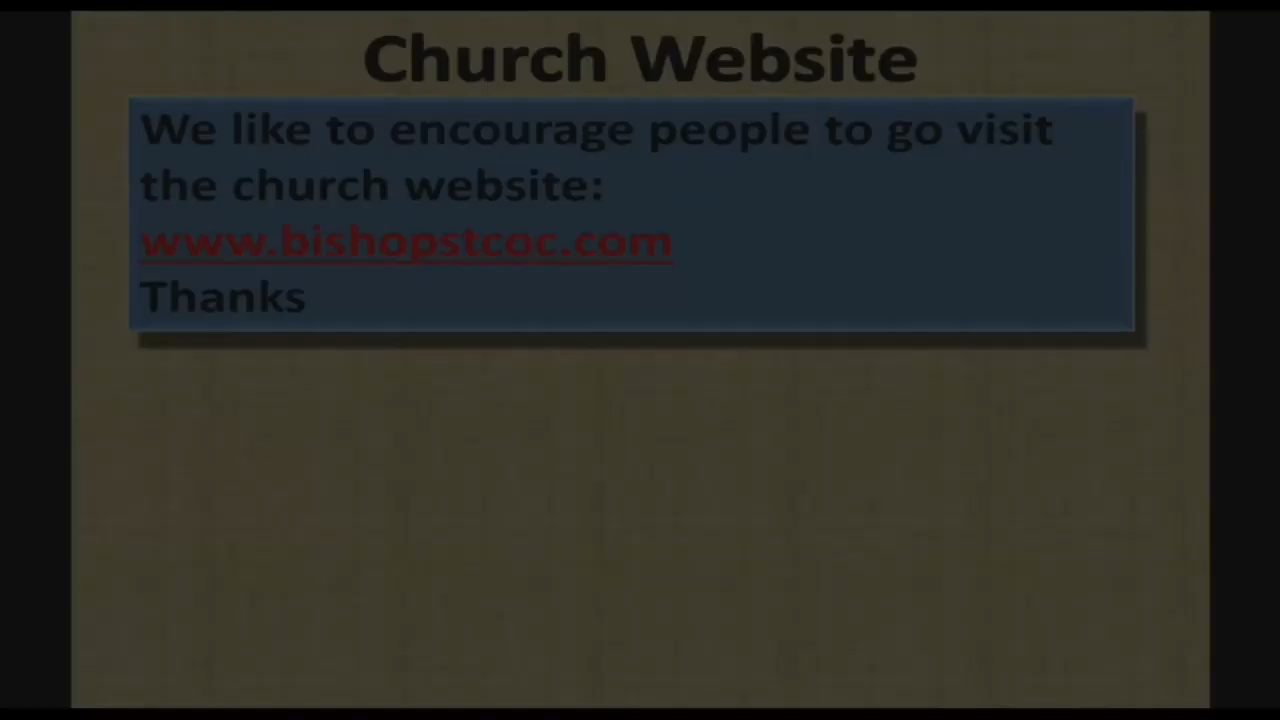 Church Website
We like to encourage people to go visit
the church website:
www.bishopstcoc.com
Thanks